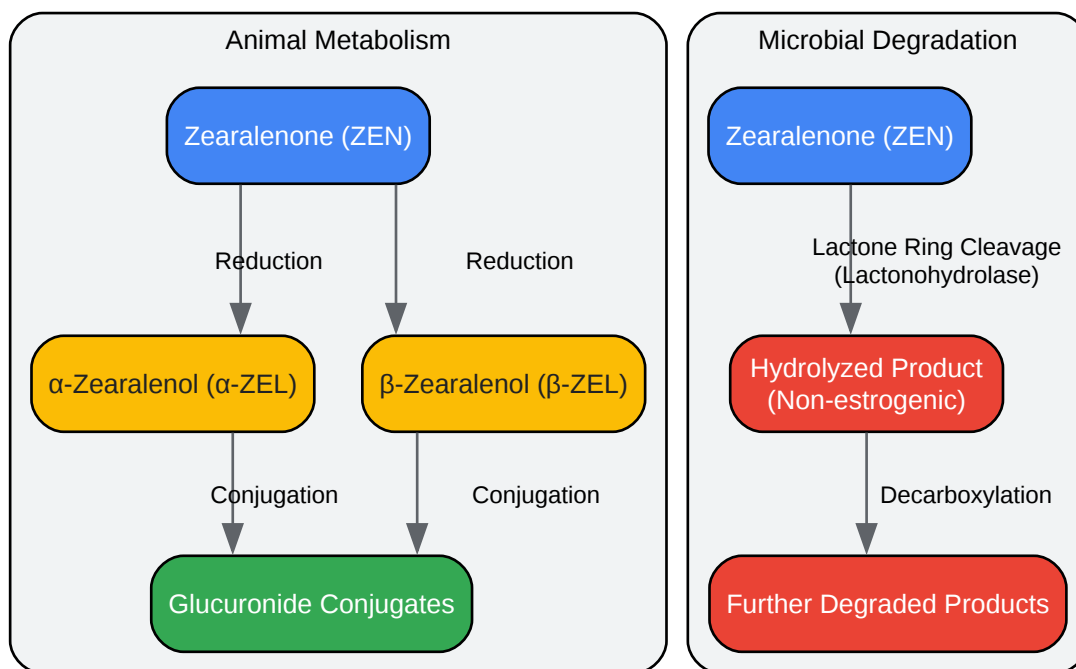 Animal Metabolism
Zearalenone (ZEN)
Reduction
Reduction
α-Zearalenol (α-ZEL)
β-Zearalenol (β-ZEL)
Conjugation
Conjugation
Glucuronide Conjugates
Microbial Degradation
Zearalenone (ZEN)
Lactone Ring Cleavage
(Lactonohydrolase)
Hydrolyzed Product
(Non-estrogenic)
Decarboxylation
Further Degraded Products